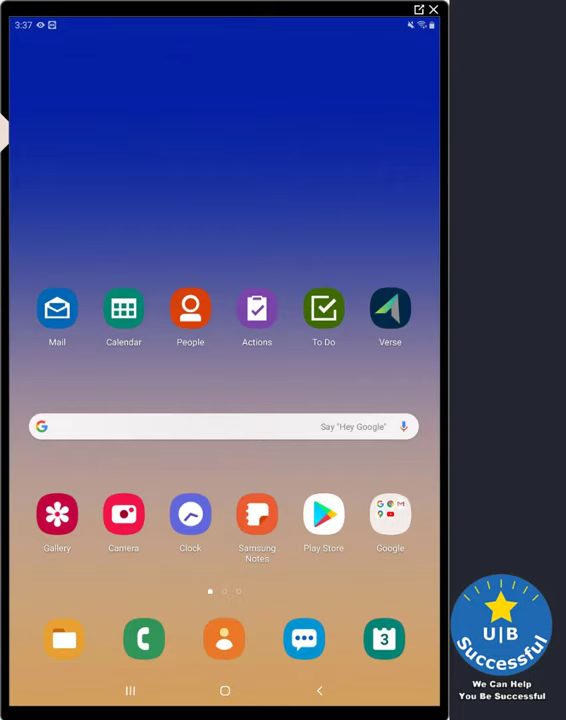 3:37
Mail
Calendar
People
Actions
To Do
Verse
Say "Hey Google"
Gallery
Camera
Clock
Samsung
Notes
Play Store
Google
3
U|B
Successful
We Can Help
You Be Successful